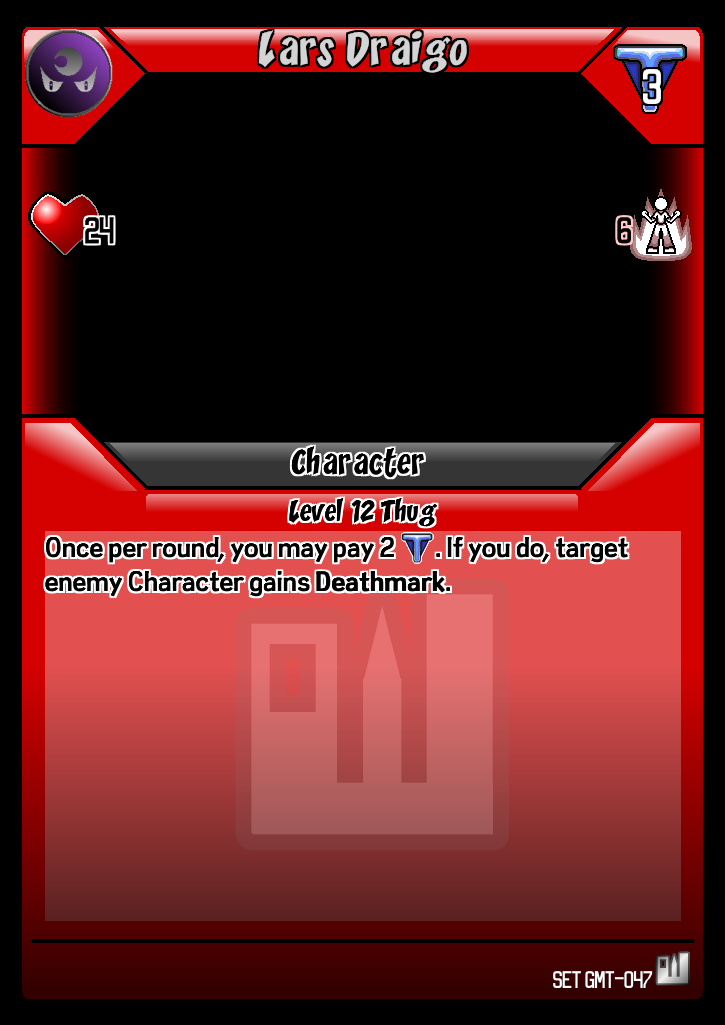 Lars Draigo
3
24
6
Character
Level 12 Thug
Once per round, you may pay 2 T. If you do, target
enemy Character gains Deathmark.
SET GMT-047